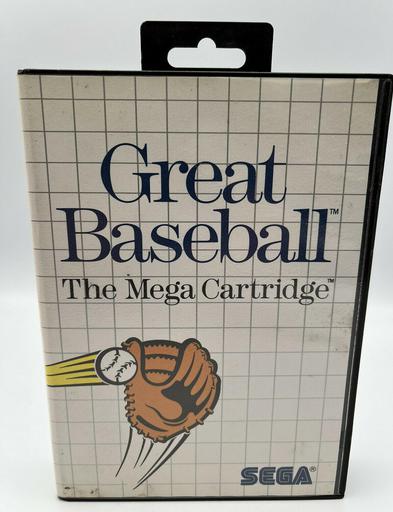 Great
Baseball™
The Mega Cartridge™
SEGA®